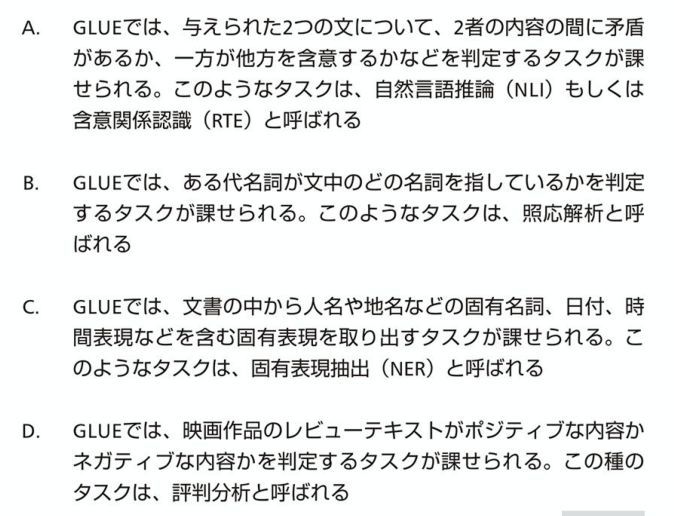 A. GLUEでは、与えられた2つの文について、2者の内容の間に矛盾
があるか、一方が他方を含意するかなどを判定するタスクが課
せられる。このようなタスクは、自然言語推論（NLI）もしくは
含意関係認識（RTE）と呼ばれる
B. GLUEでは、ある代名詞が文中のどの名詞を指しているかを判定
するタスクが課せられる。このようなタスクは、照応解析と呼
ばれる
C. GLUEでは、文書の中から人名や地名などの固有名詞、日付、時
間表現などを含む固有表現を取り出すタスクが課せられる。こ
のようなタスクは、固有表現抽出（NER）と呼ばれる
D. GLUEでは、映画作品のレビューテキストがポジティブな内容か
ネガティブな内容かを判定するタスクが課せられる。この種の
タスクは、評判分析と呼ばれる